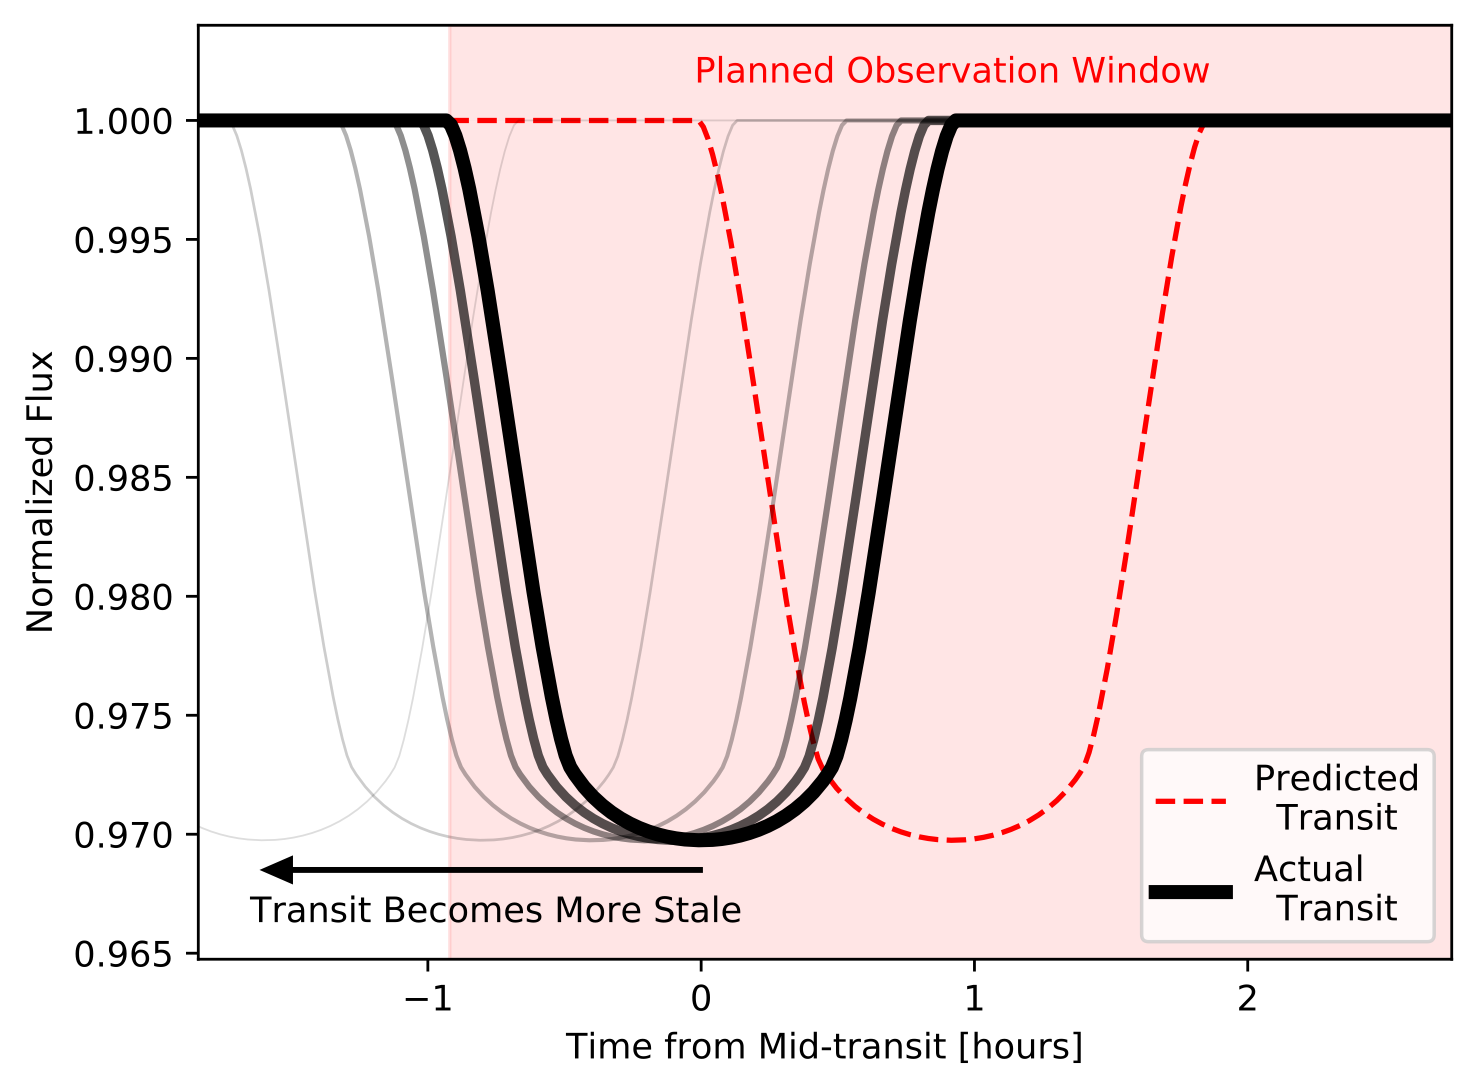 Planned Observation Window
1.000
0.995
0.990
0.985
0.980
0.975
0.970
0.965
Normalized Flux
Transit Becomes More Stale
Predicted
Transit
Actual
Transit
−1
0
1
2
Time from Mid-transit [hours]